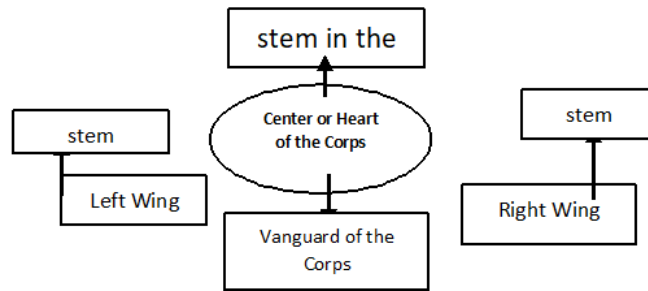 stem in the
Center or Heart
of the Corps
stem
stem
Left Wing
Right Wing
Vanguard of the
Corps